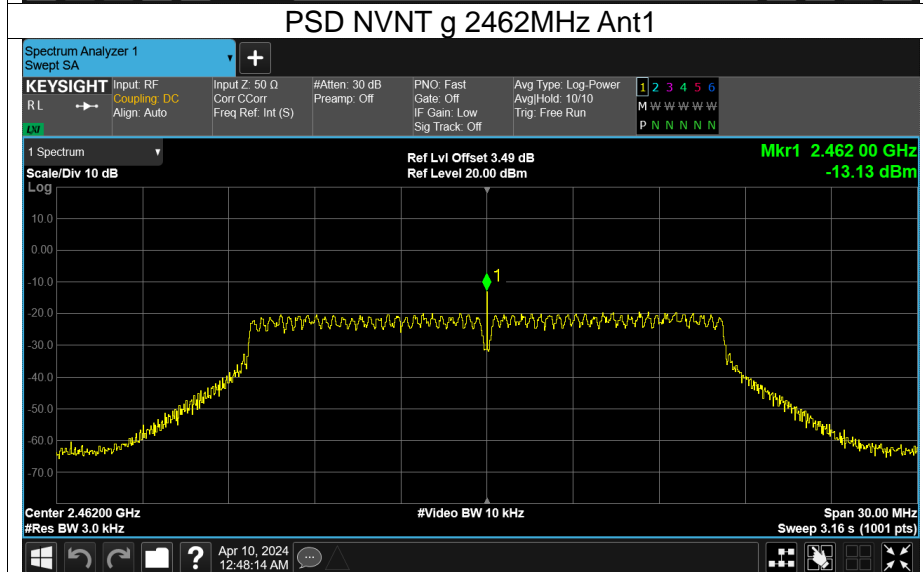 PSD NVNT g 2462MHz Ant1
Spectrum Analyzer 1
Swept SA
+
KEYSIGHT
R L
LXI
Input: RF
Coupling: DC
Align: Auto
Input Z: 50 Ω
Corr CCorr
Freq Ref: Int (S)
#Atten: 30 dB
Preamp: Off
PNO: Fast
Gate: Off
IF Gain: Low
Sig Track: Off
Avg Type: Log-Power
Avg|Hold: 10/10
Trig: Free Run
1 2 3 4 5 6
M W W W W W
P N N N N N
1 Spectrum
Scale/Div 10 dB
Ref Lvl Offset 3.49 dB
Ref Level 20.00 dBm
Mkr1 2.462 00 GHz
-13.13 dBm
Log
10.0
0.00
-10.0
1
-20.0
-30.0
-40.0
-50.0
-60.0
-70.0
Center 2.46200 GHz
#Res BW 3.0 kHz
#Video BW 10 kHz
Span 30.00 MHz
Sweep 3.16 s (1001 pts)
?
Apr 10, 2024
12:48:14 AM